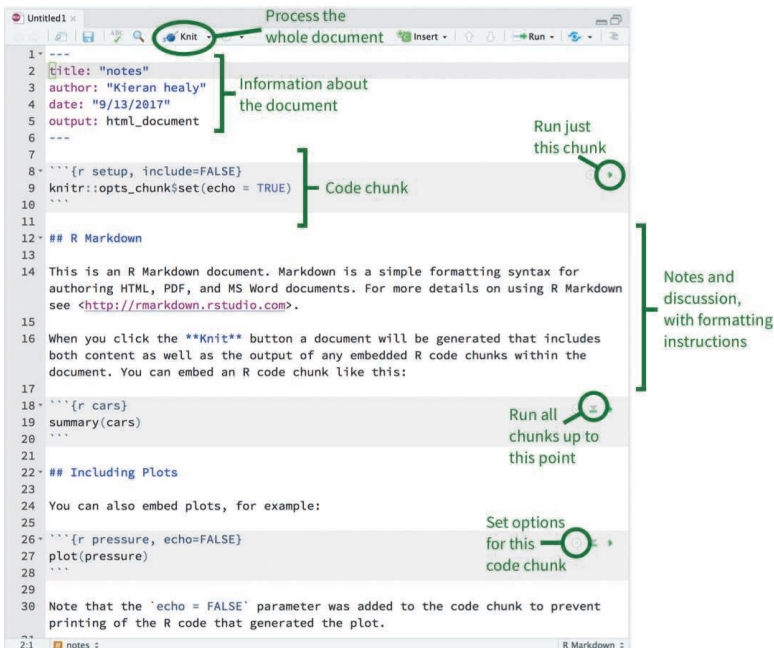 Untitled1
Process the
whole document
ABC
Knit
Insert
Run
1 ---
2 title: "notes"
3 author: "Kieran healy"
4 date: "9/13/2017"
5 output: html_document
6 ---
Information about
the document
Run just
this chunk
7
8 ```{r setup, include=FALSE}
9 knitr::opts_chunk$set(echo = TRUE)
10 ```
Code chunk
11
12 ## R Markdown
13
14 This is an R Markdown document. Markdown is a simple formatting syntax for
authoring HTML, PDF, and MS Word documents. For more details on using R Markdown
see <http://rmarkdown.rstudio.com>.
15
16 When you click the **Knit** button a document will be generated that includes
both content as well as the output of any embedded R code chunks within the
document. You can embed an R code chunk like this:
Notes and
discussion,
with formatting
instructions
17
18 ```{r cars}
19 summary(cars)
20 ```
Run all
chunks up to
this point
21
22 ## Including Plots
23
24 You can also embed plots, for example:
25
26 ```{r pressure, echo=FALSE}
27 plot(pressure)
28 ```
Set options
for this
code chunk
29
30 Note that the `echo = FALSE` parameter was added to the code chunk to prevent
printing of the R code that generated the plot.
2:1
notes
R Markdown